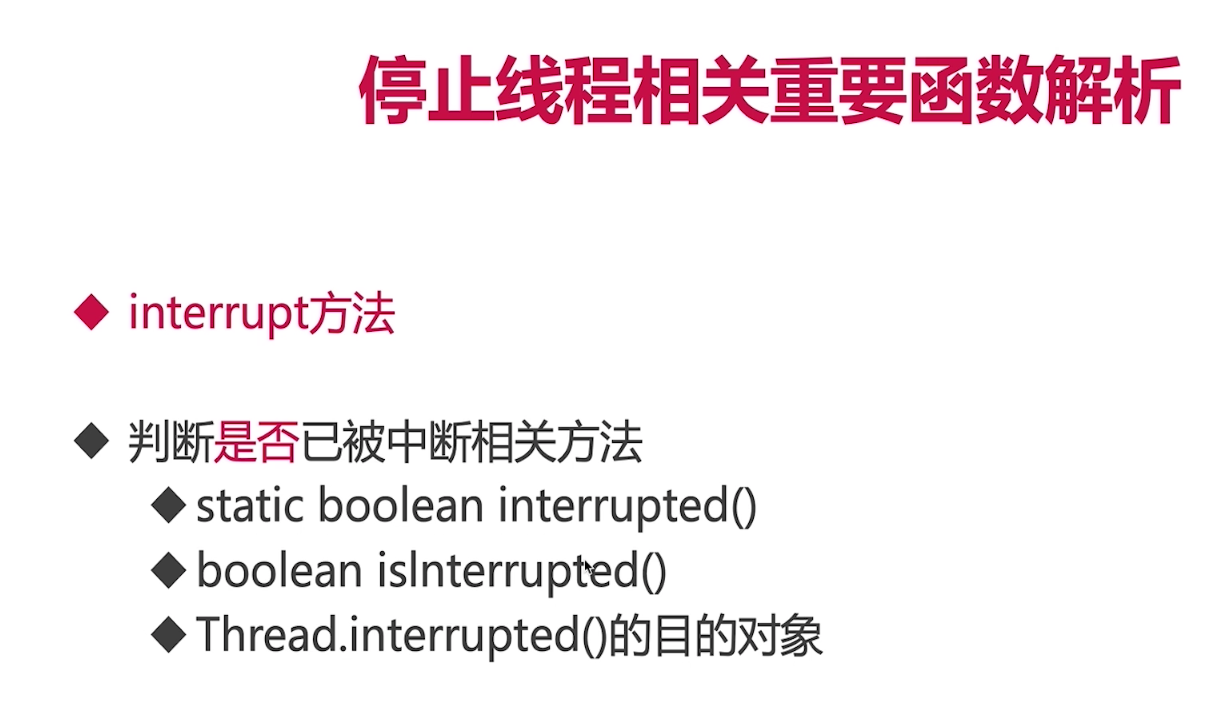 停止线程相关重要函数解析
interrupt方法
判断是否已被中断相关方法
static boolean interrupted()
boolean isInterrupted()
Thread.interrupted()的目的对象